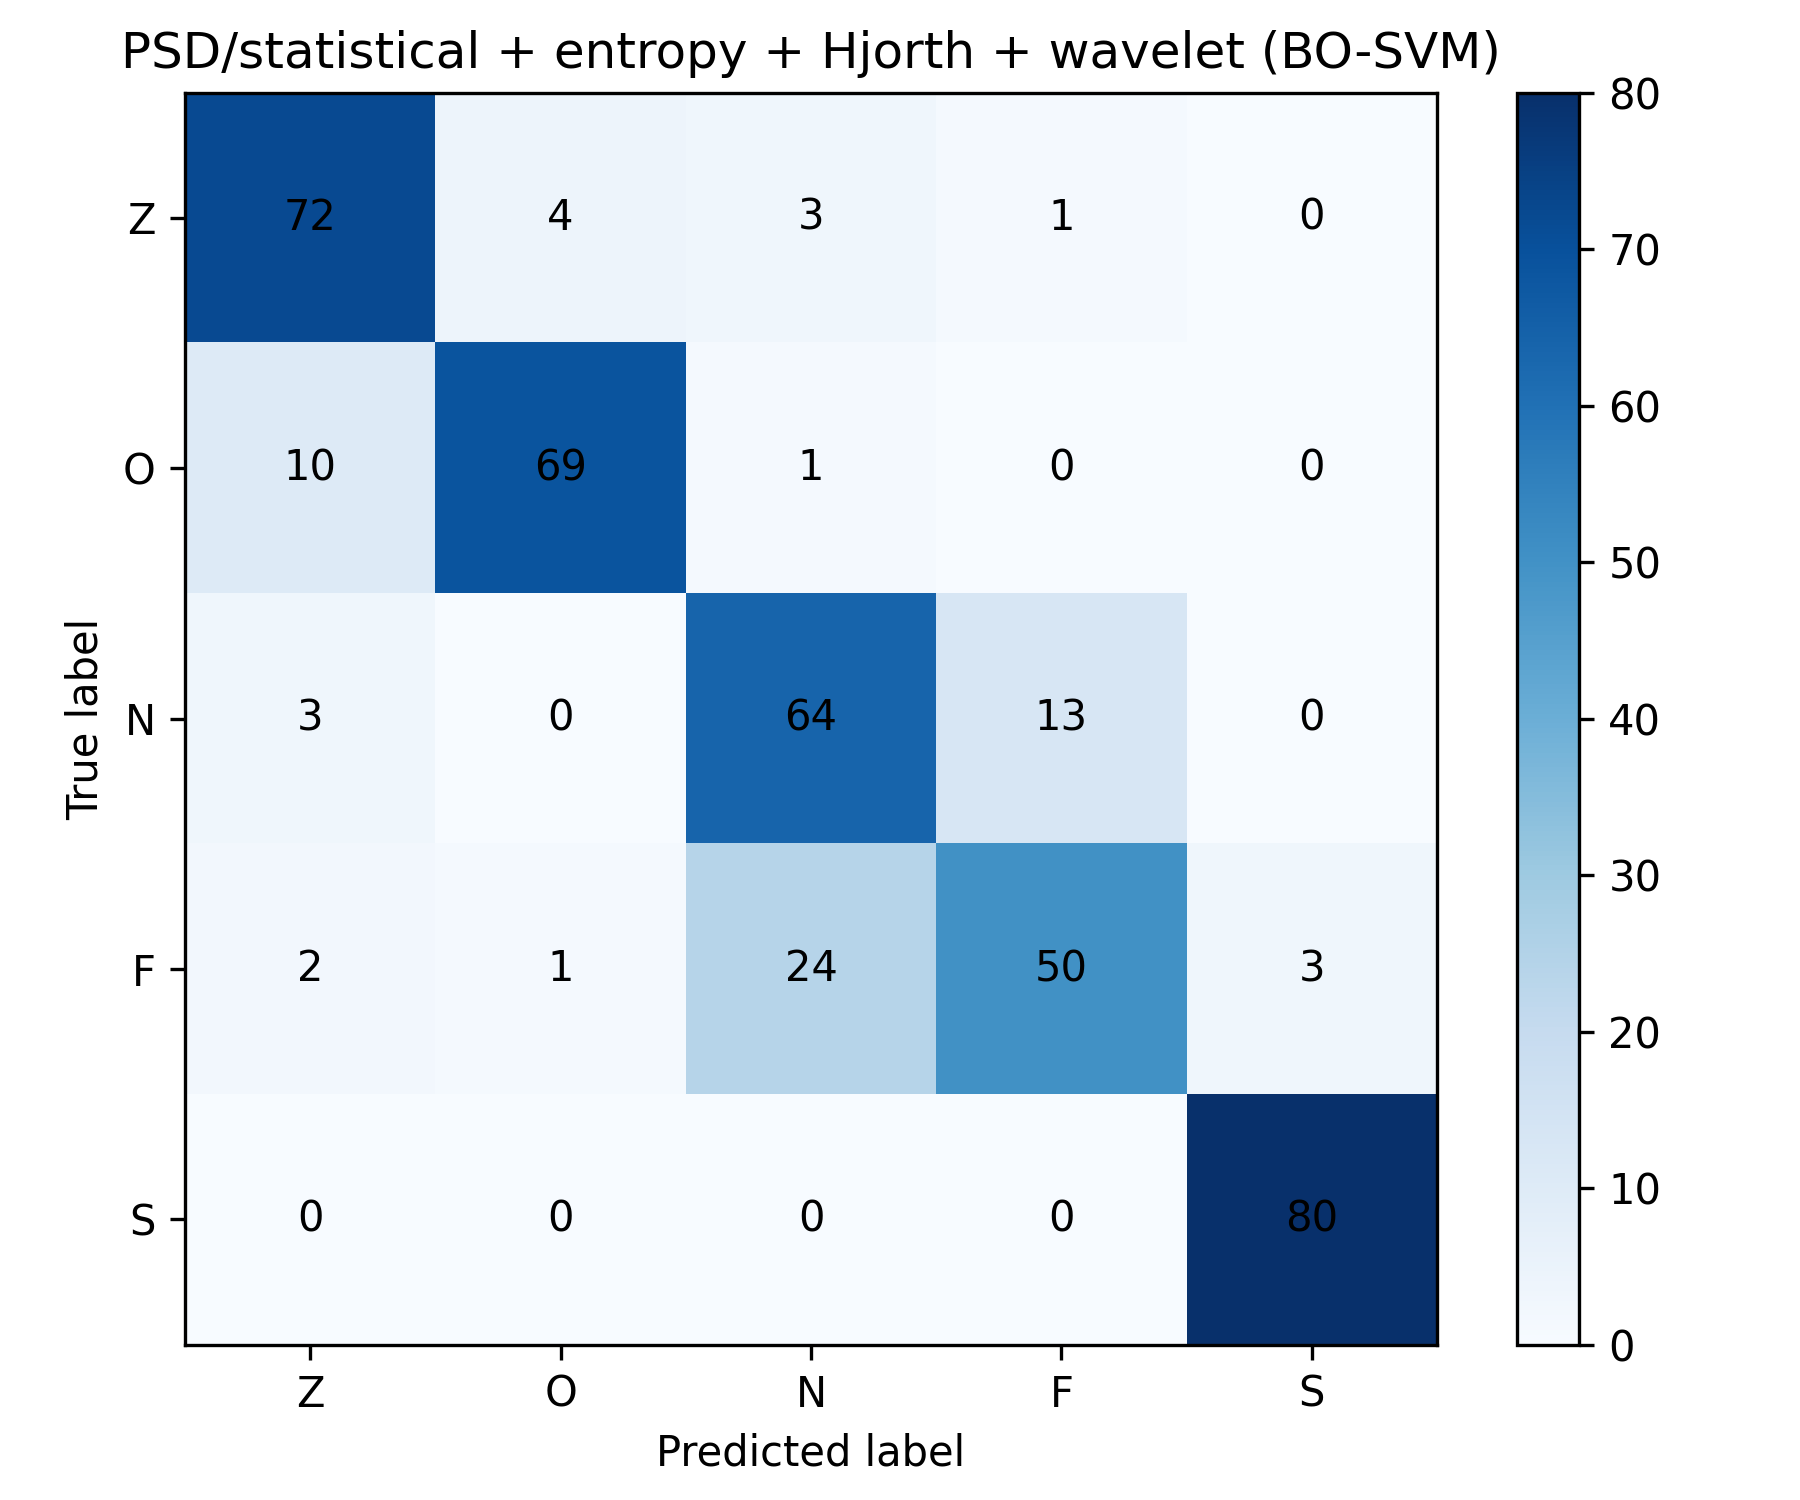 PSD/statistical + entropy + Hjorth + wavelet (BO-SVM)
Z 72 4 3 1 0
O 10 69 1 0 0
N 3 0 64 13 0
F 2 1 24 50 3
S 0 0 0 0 80
Z O N F S
Predicted label
True label
80
70
60
50
40
30
20
10
0